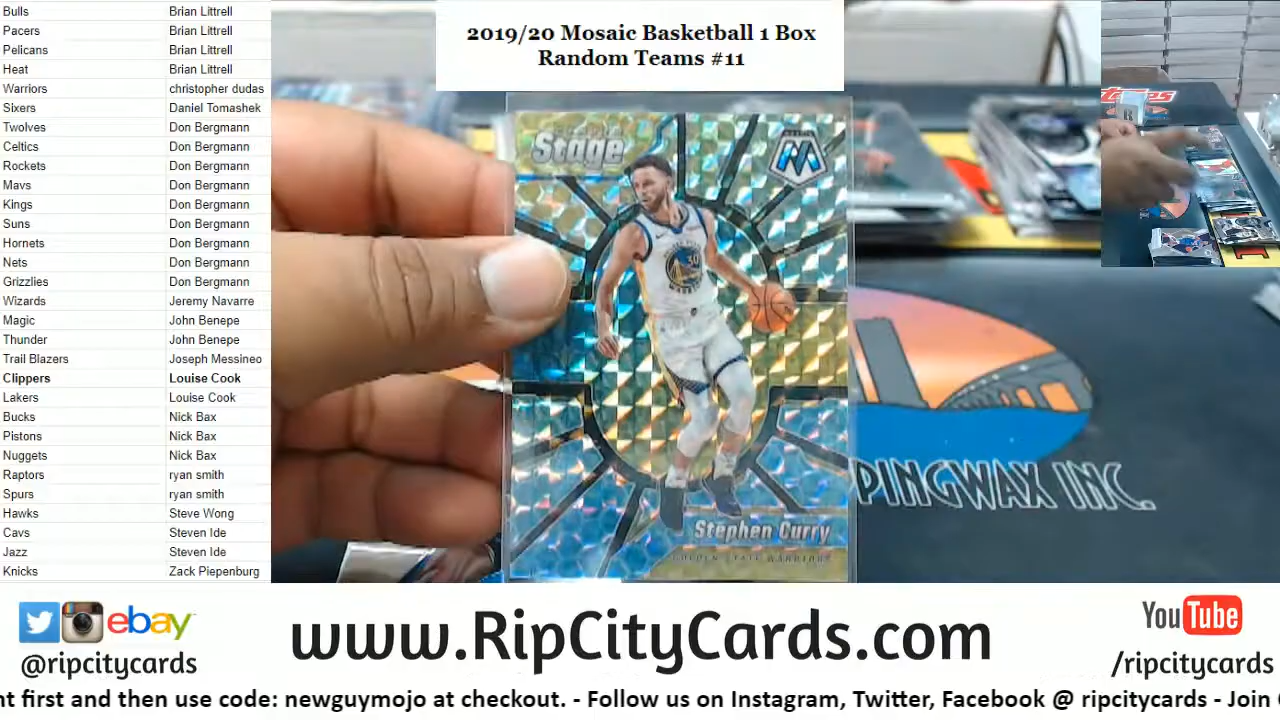 Bulls Brian Littrell
Pacers Brian Littrell
Pelicans Brian Littrell
Heat Brian Littrell
Warriors christopher dudas
Sixers Daniel Tomashek
Twolves Don Bergmann
Celtics Don Bergmann
Rockets Don Bergmann
Mavs Don Bergmann
Kings Don Bergmann
Suns Don Bergmann
Hornets Don Bergmann
Nets Don Bergmann
Grizzlies Don Bergmann
Wizards Jeremy Navarre
Magic John Benepe
Thunder John Benepe
Trail Blazers Joseph Messineo
Clippers Louise Cook
Lakers Louise Cook
Bucks Nick Bax
Pistons Nick Bax
Nuggets Nick Bax
Raptors ryan smith
Spurs ryan smith
Hawks Steve Wong
Cavs Steven Ide
Jazz Steven Ide
Knicks Zack Piepenburg
2019/20 Mosaic Basketball 1 Box
Random Teams #11
Stage
30
Stephen Curry
GOLDEN STATE WARRIORS
PINGWAX INC.
Topps
ebay
@ripcitycards
www.RipCityCards.com
YouTube
/ripcitycards
nt first and then use code: newguymojo at checkout. - Follow us on Instagram, Twitter, Facebook @ ripcitycards - Join